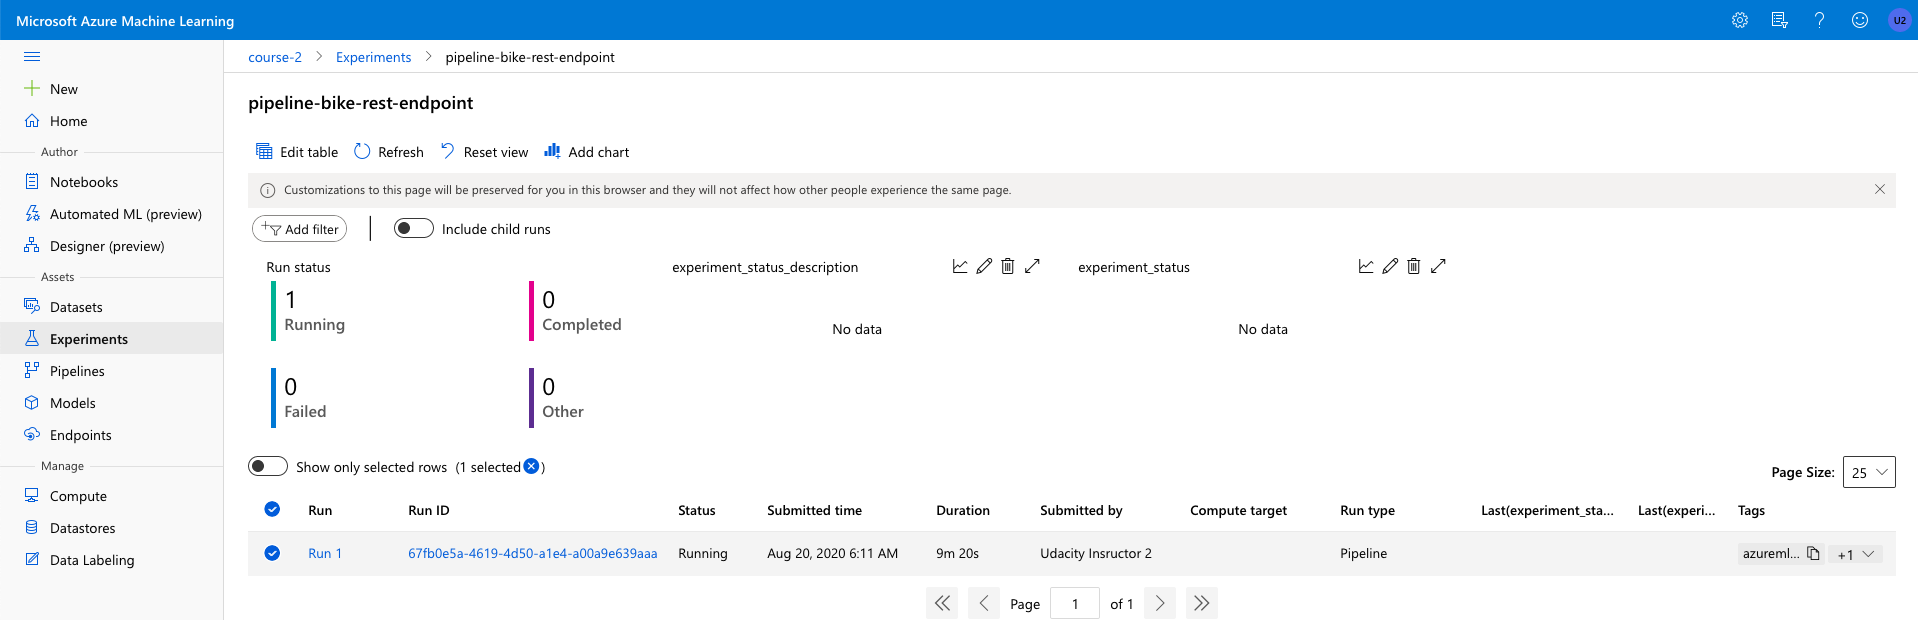 Microsoft Azure Machine Learning
U2
New
Home
Author
Notebooks
Automated ML (preview)
Designer (preview)
Assets
Datasets
Experiments
Pipelines
Models
Endpoints
Manage
Compute
Datastores
Data Labeling
course-2 > Experiments > pipeline-bike-rest-endpoint
pipeline-bike-rest-endpoint
Edit table Refresh Reset view Add chart
Customizations to this page will be preserved for you in this browser and they will not affect how other people experience the same page.
Add filter Include child runs
Run status
1
Running
0
Completed
0
Failed
0
Other
experiment_status_description
No data
experiment_status
No data
Show only selected rows (1 selected )
Page Size: 25
Run Run ID Status Submitted time Duration Submitted by Compute target Run type Last(experiment_sta... Last(experi... Tags
Run 1 67fb0e5a-4619-4d50-a1e4-a00a9e639aaa Running Aug 20, 2020 6:11 AM 9m 20s Udacity Insructor 2 Pipeline azureml... +1
Page 1 of 1